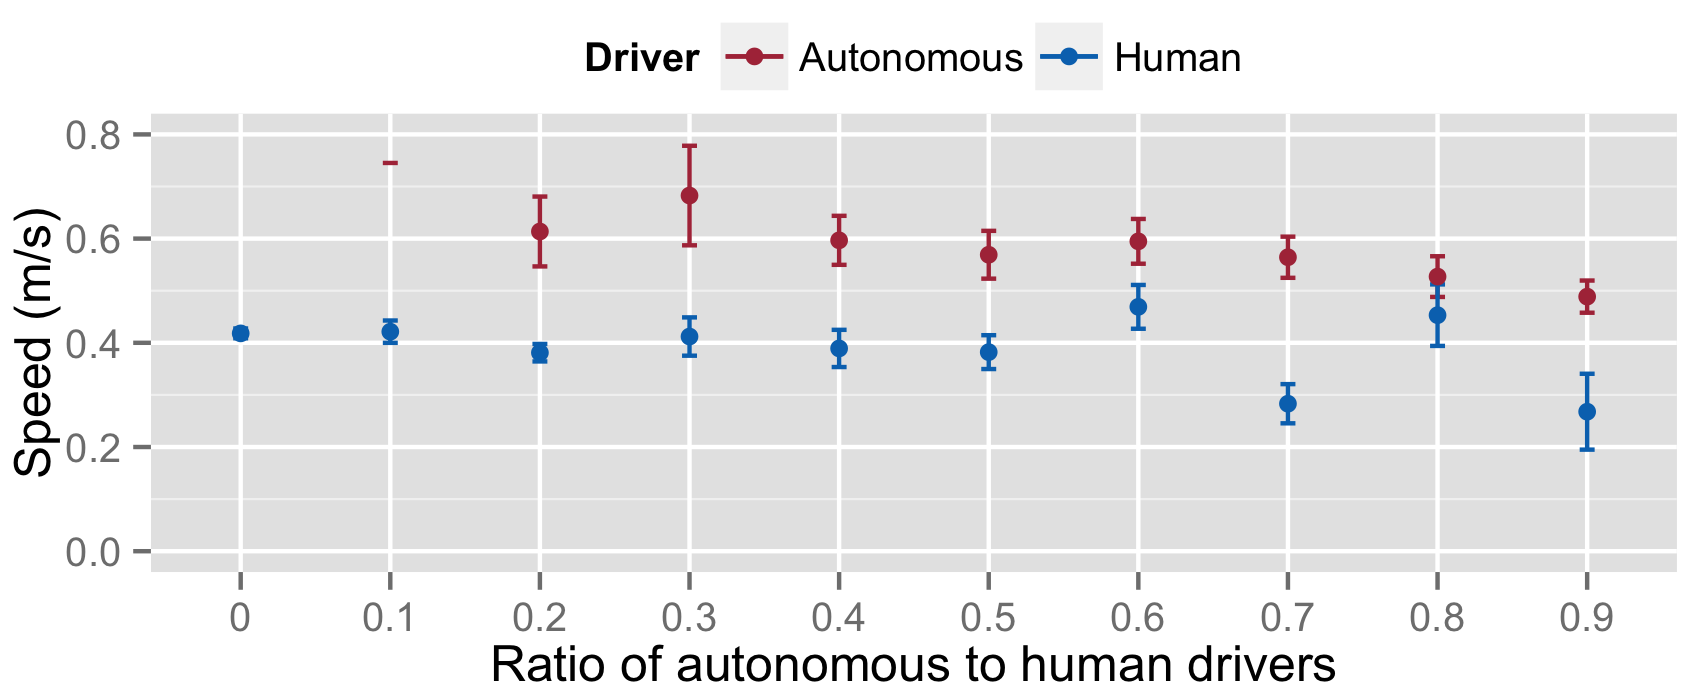 Driver Autonomous Human
Speed (m/s)
0.8
0.6
0.4
0.2
0.0
0 0.1 0.2 0.3 0.4 0.5 0.6 0.7 0.8 0.9
Ratio of autonomous to human drivers